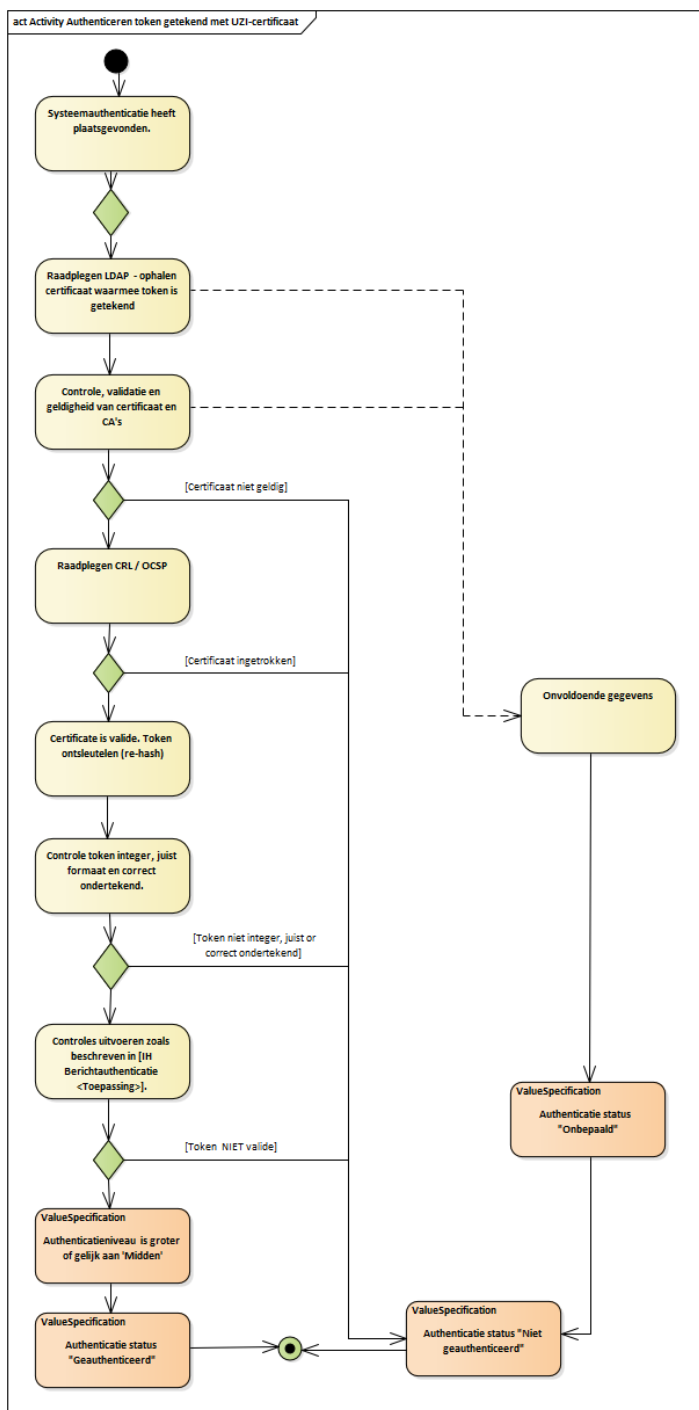 act Activity Authenticeren token getekend met UZI-certificaat
Systeemauthenticatie heeft
plaatsgevonden.
Raadplegen LDAP - ophalen
certificaat waarmee token is
getekend
Controle, validatie en
geldigheid van certificaat en
CA's
[Certificaat niet geldig]
Raadplegen CRL / OCSP
[Certificaat ingetrokken]
Onvoldoende gegevens
Certificate is valide. Token
ontsleutelen (re-hash)
Controle token integer, juist
formaat en correct
ondertekend.
[Token niet integer, juist or
correct ondertekend]
Controles uitvoeren zoals
beschreven in [IH
Berichtauthenticatie
<Toepassing>].
ValueSpecification
Authenticatie status
"Onbepaald"
[Token  NIET valide]
ValueSpecification
Authenticatieniveau  is groter
of gelijk aan 'Midden'
ValueSpecification
Authenticatie status "Niet
geauthenticeerd"
ValueSpecification
Authenticatie status
"Geauthenticeerd"